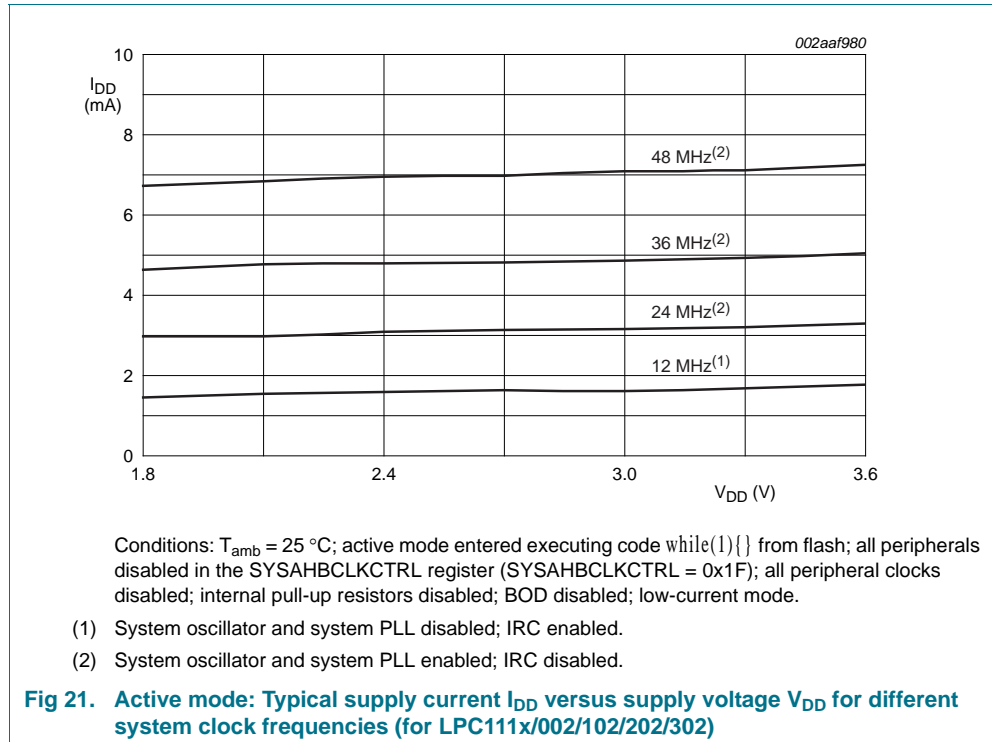 002aaf980
10
I_DD
(mA)
8
48 MHz(2)
6
36 MHz(2)
4
24 MHz(2)
2
12 MHz(1)
0
1.8 2.4 3.0 3.6
V_DD (V)
Conditions: T_amb = 25 °C; active mode entered executing code while(1){} from flash; all peripherals
disabled in the SYSAHBCLKCTRL register (SYSAHBCLKCTRL = 0x1F); all peripheral clocks
disabled; internal pull-up resistors disabled; BOD disabled; low-current mode.
(1) System oscillator and system PLL disabled; IRC enabled.
(2) System oscillator and system PLL enabled; IRC disabled.
Fig 21. Active mode: Typical supply current I_DD versus supply voltage V_DD for different
system clock frequencies (for LPC111x/002/102/202/302)